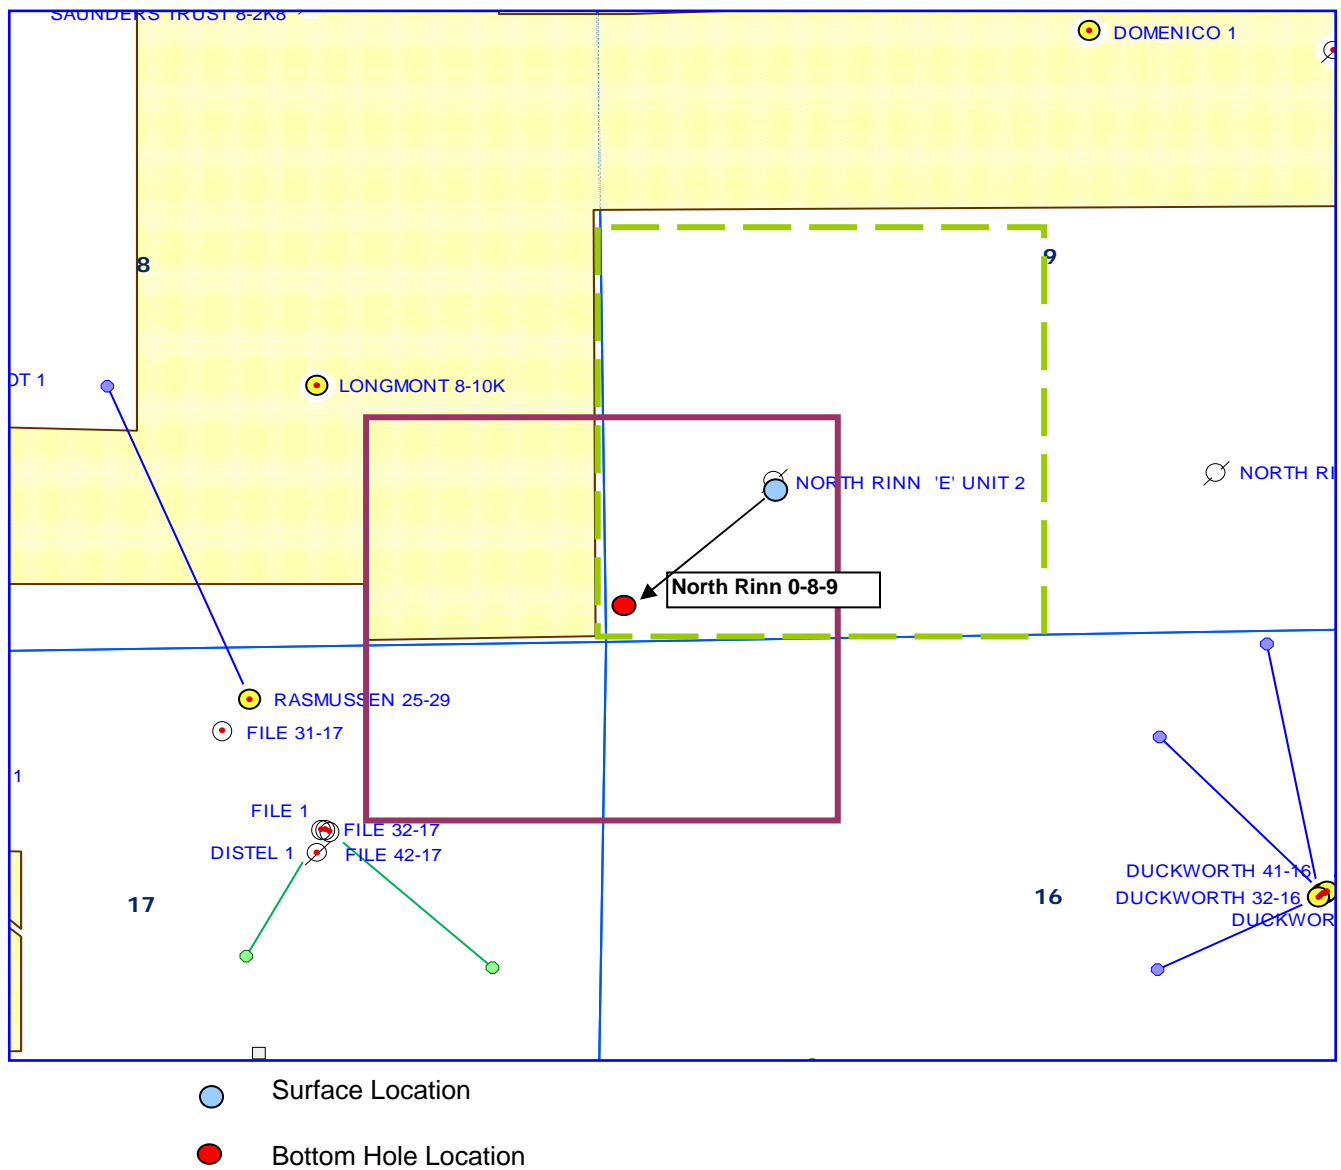 SAUNDERS TRUST 8-2K8
DOMENICO 1
8
9
OT 1
LONGMONT 8-10K
NORTH RINN 'E' UNIT 2
NORTH RI
North Rinn 0-8-9
RASMUSSEN 25-29
FILE 31-17
1
FILE 1
FILE 32-17
DISTEL 1
FILE 42-17
17
16
DUCKWORTH 41-16
DUCKWORTH 32-16
DUCKWOR
Surface Location
Bottom Hole Location